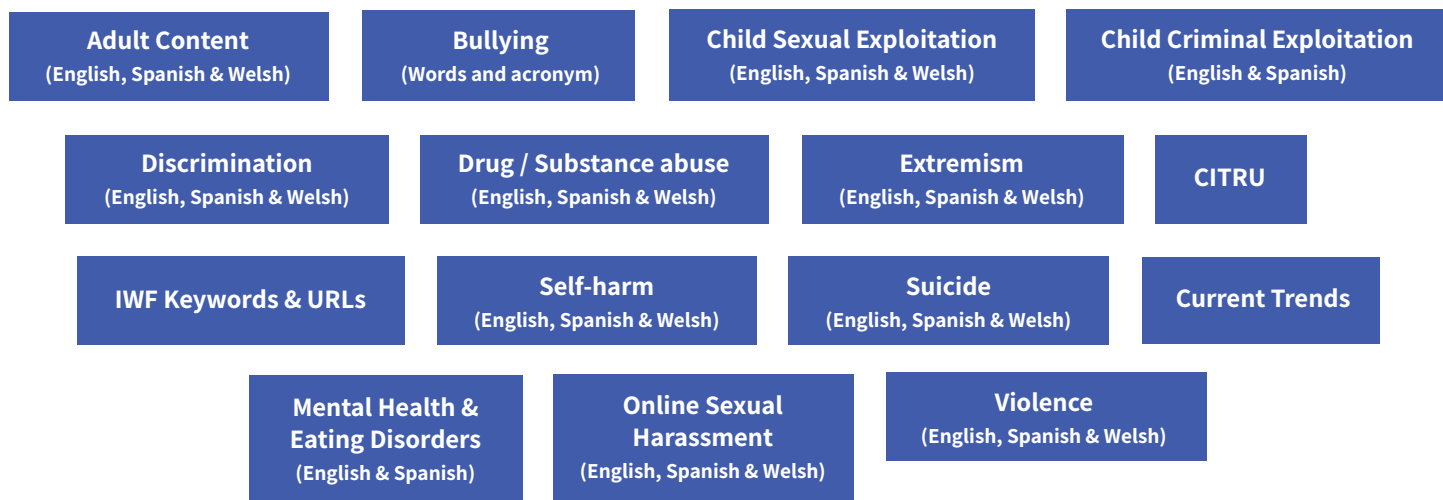 Adult Content
(English, Spanish & Welsh)
Bullying
(Words and acronym)
Child Sexual Exploitation
(English, Spanish & Welsh)
Child Criminal Exploitation
(English & Spanish)
Discrimination
(English, Spanish & Welsh)
Drug / Substance abuse
(English, Spanish & Welsh)
Extremism
(English, Spanish & Welsh)
CITRU
IWF Keywords & URLs
Self-harm
(English, Spanish & Welsh)
Suicide
(English, Spanish & Welsh)
Current Trends
Mental Health &
Eating Disorders
(English & Spanish)
Online Sexual
Harassment
(English, Spanish & Welsh)
Violence
(English, Spanish & Welsh)